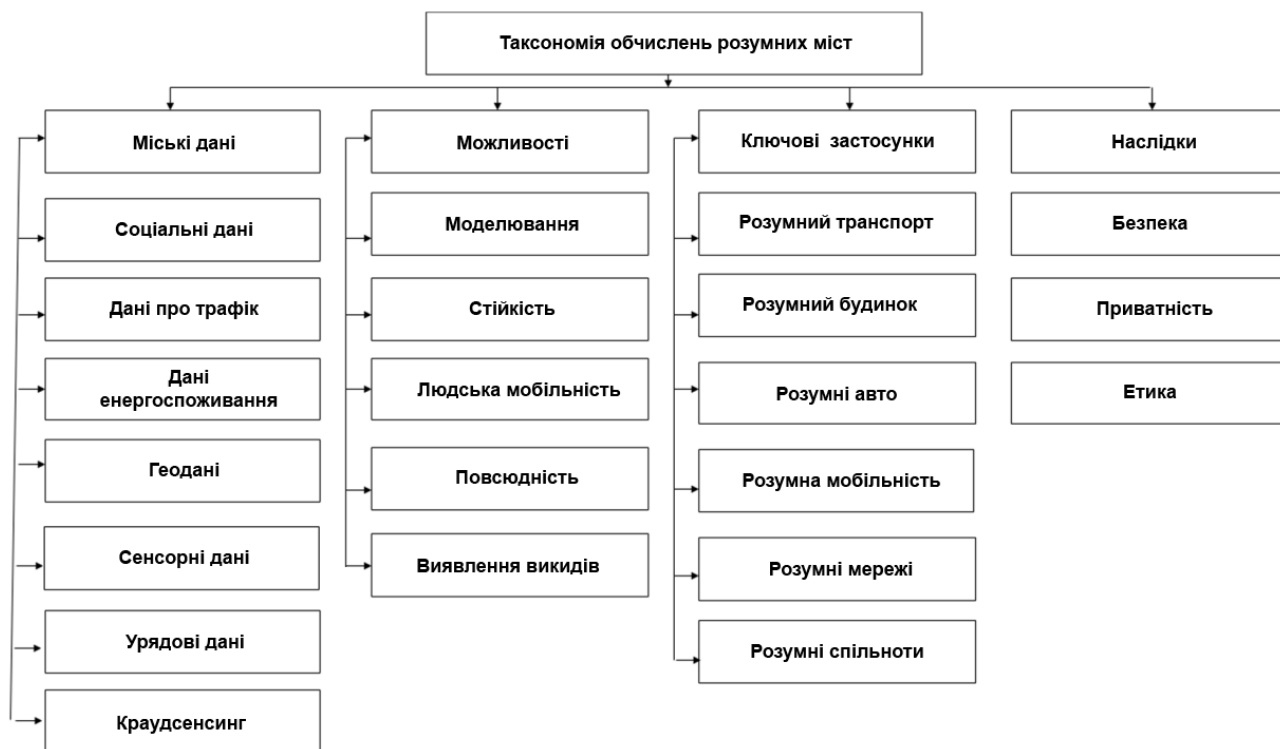 Таксономія обчислень розумних міст
Міські дані
Соціальні дані
Дані про трафік
Дані
енергоспоживання
Геодані
Сенсорні дані
Урядові дані
Краудсенсинг
Можливості
Моделювання
Стійкість
Людська мобільність
Повсюдність
Виявлення викидів
Ключові застосунки
Розумний транспорт
Розумний будинок
Розумні авто
Розумна мобільність
Розумні мережі
Розумні спільноти
Наслідки
Безпека
Приватність
Етика